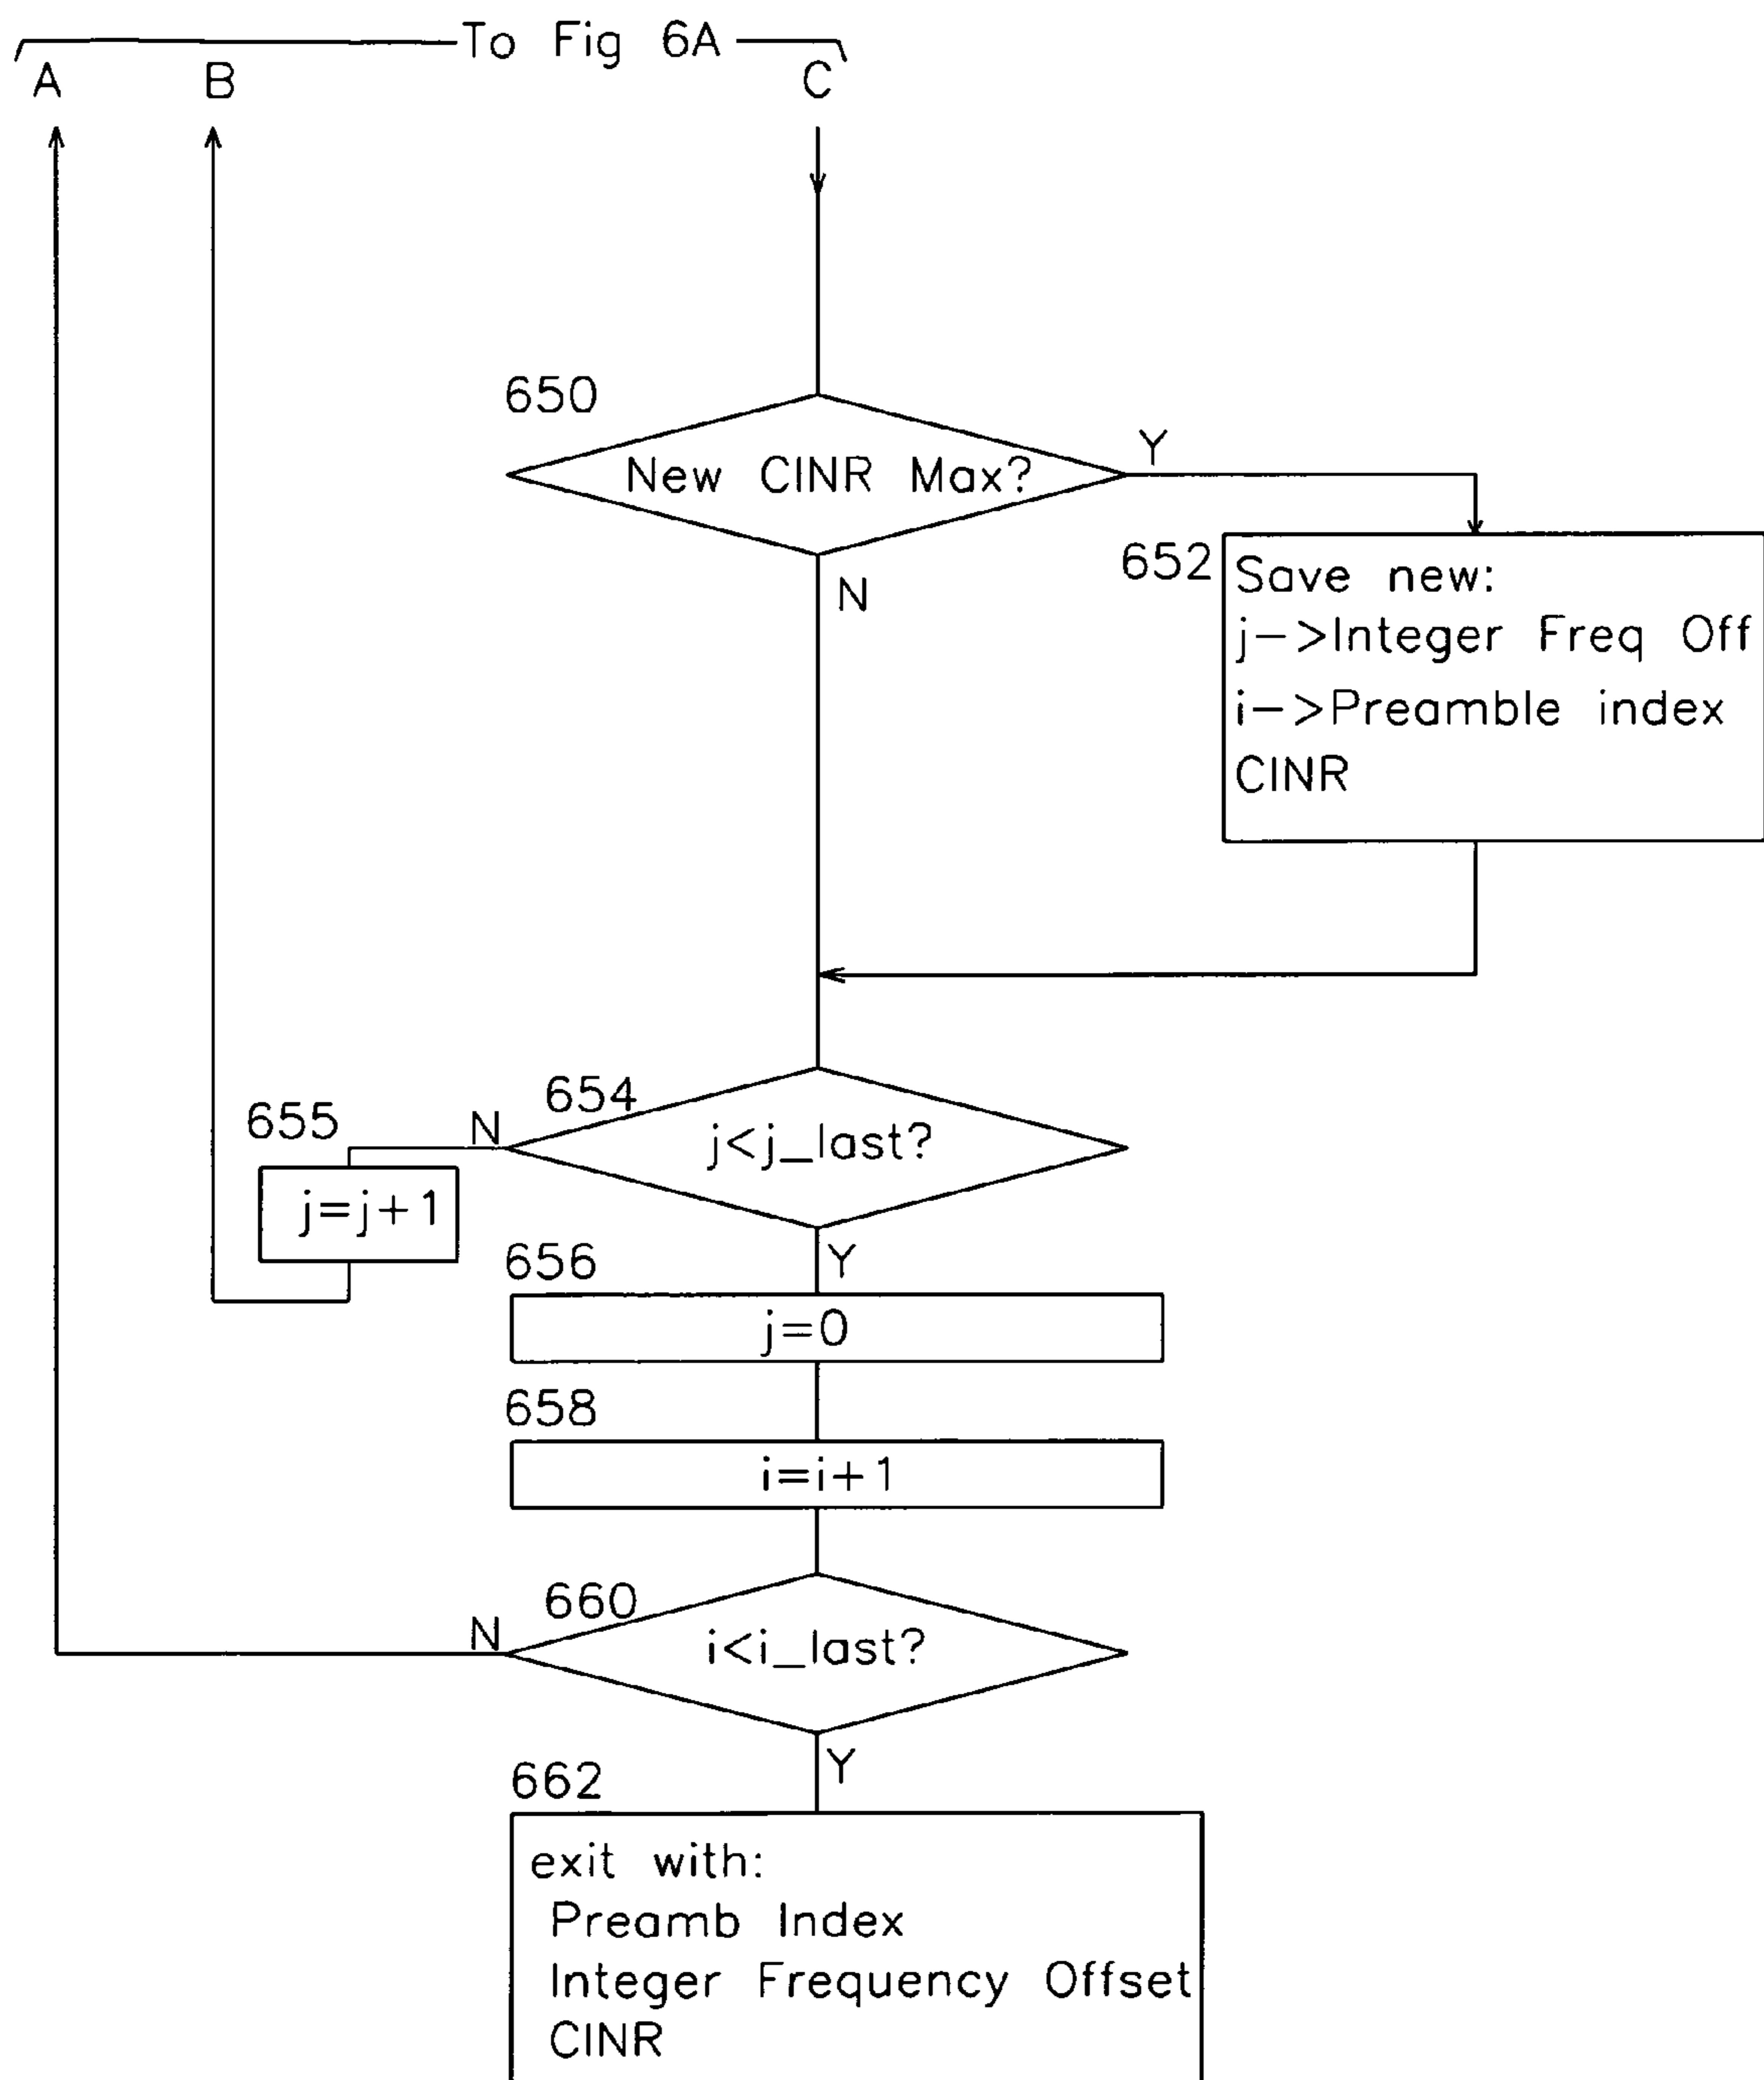 To Fig 6A
A B C
650
New CINR Max?
Y
N
652
Save new:
j->Integer Freq Off
i->Preamble index
CINR
654
j<j_last?
N
655
j=j+1
Y
656
j=0
658
i=i+1
660
i<i_last?
N
Y
662
exit with:
Preamb Index
Integer Frequency Offset
CINR